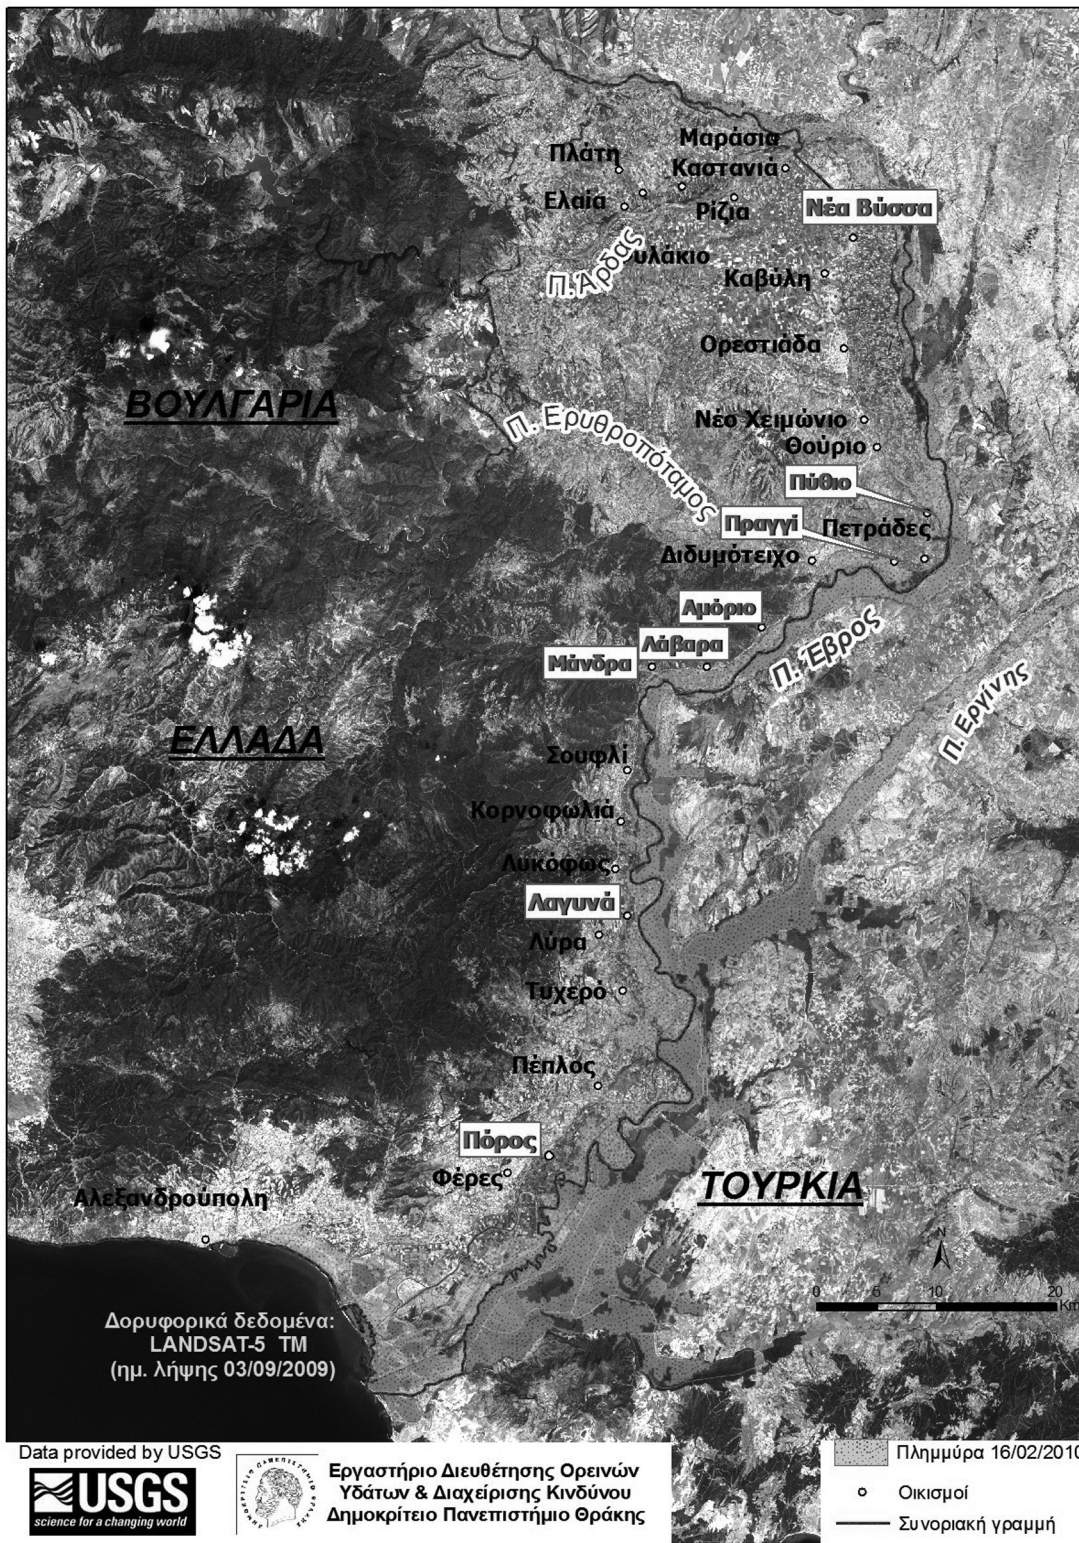 Μαράσια
Πλάτη
Καστανιά
Ελαία
Ρίζια
Νέα Βύσσα
Π. Άρδας
υλάκιο
Καβύλη
Ορεστιάδα
ΒΟΥΛΓΑΡΙΑ
Π. Ερυθροπόταμος
Νέο Χειμώνιο
Θούριο
Πύθιο
Πραγγί
Πετράδες
Διδυμότειχο
Αμόριο
Λάβαρα
Μάνδρα
Π. Έβρος
Π. Εργίνης
ΕΛΛΑΔΑ
Σουφλί
Κορνοφωλιά
Λυκόφως
Λαγυνά
Λύρα
Τυχερό
Πέπλος
Πόρος
Φέρες
ΤΟΥΡΚΙΑ
Αλεξανδρούπολη
N
0 5 10 20
Km
Δορυφορικά δεδομένα:
LANDSAT-5 TM
(ημ. λήψης 03/09/2009)
Data provided by USGS
USGS
science for a changing world
ΔΗΜΟΚΡΙΤΕΙΟ ΠΑΝΕΠΙΣΤΗΜΙΟ ΘΡΑΚΗΣ
Εργαστήριο Διευθέτησης Ορεινών
Υδάτων & Διαχείρισης Κινδύνου
Δημοκρίτειο Πανεπιστήμιο Θράκης
Πλημμύρα 16/02/2010
Οικισμοί
Συνοριακή γραμμή